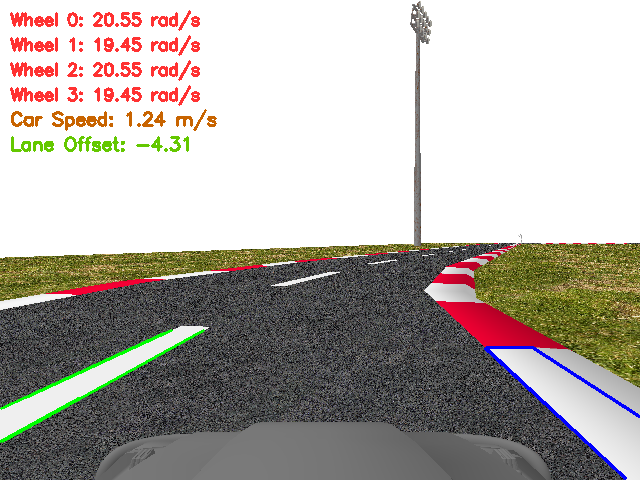 Wheel 0: 20.55 rad/s
Wheel 1: 19.45 rad/s
Wheel 2: 20.55 rad/s
Wheel 3: 19.45 rad/s
Car Speed: 1.24 m/s
Lane Offset: -4.31